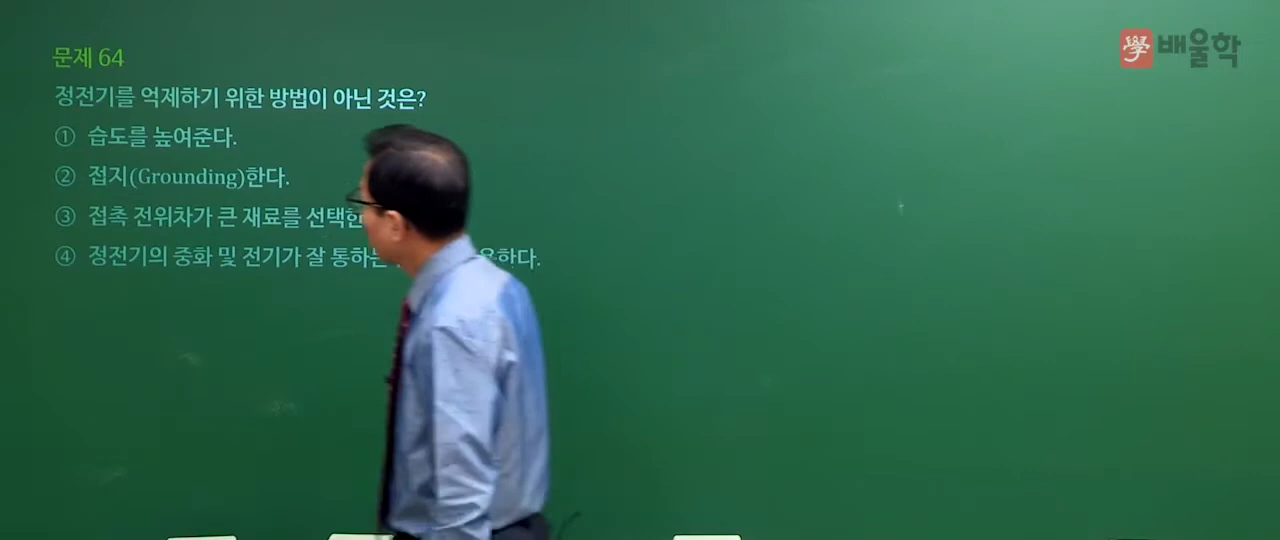 學 배울학
문제 64
정전기를 억제하기 위한 방법이 아닌 것은?
① 습도를 높여준다.
② 접지(Grounding)한다.
③ 접촉 전위차가 큰 재료를 선택한
④ 정전기의 중화 및 전기가 잘 통하는 용한다.